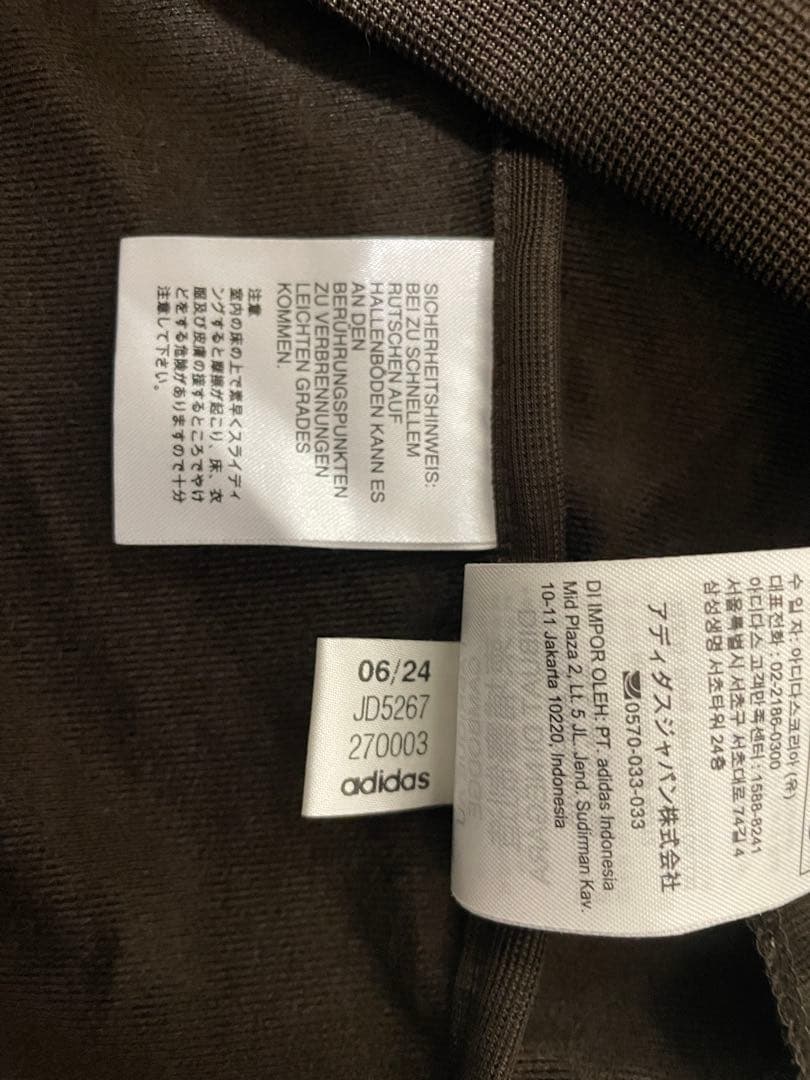 SICHERHEITSHINWEIS:
BEI ZU SCHNELLEM
RUTSCHEN AUF
HALLENBÖDEN KANN ES
AN DEN
BERÜHRUNGSPUNKTEN
ZU VERBRENNUNGEN
LEICHTEN GRADES
KOMMEN.
注意
室内の床の上で素早くスライディ
ングすると摩擦が起こり、床、衣
服及び皮膚の接するところでやけ
どをする危険がありますので十分
注意して下さい。
06/24
JD5267
270003
adidas
수 입 자: 아디다스코리아 (유)
대표전화 : 02-2186-0300
아디다스 고객만족센터 : 1588-8241
서울특별시 서초구 서초대로 74길 4
삼성생명 서초타워 24층
アディダスジャパン株式会社
0570-033-033
DI IMPOR OLEH: PT. adidas Indonesia
Mid Plaza 2, Lt. 5 JL. Jend. Sudirman Kav.
10-11 Jakarta 10220, Indonesia